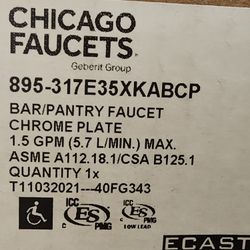 CHICAGO
FAUCETS®
Geberit Group
895-317E35XKABCP
BAR/PANTRY FAUCET
CHROME PLATE
1.5 GPM (5.7 L/MIN.) MAX.
ASME A112.18.1/CSA B125.1
QUANTITY 1x
T11032021---40FG343
ICC ES PMG
ICC ES PMG
LOW LEAD
ECAST